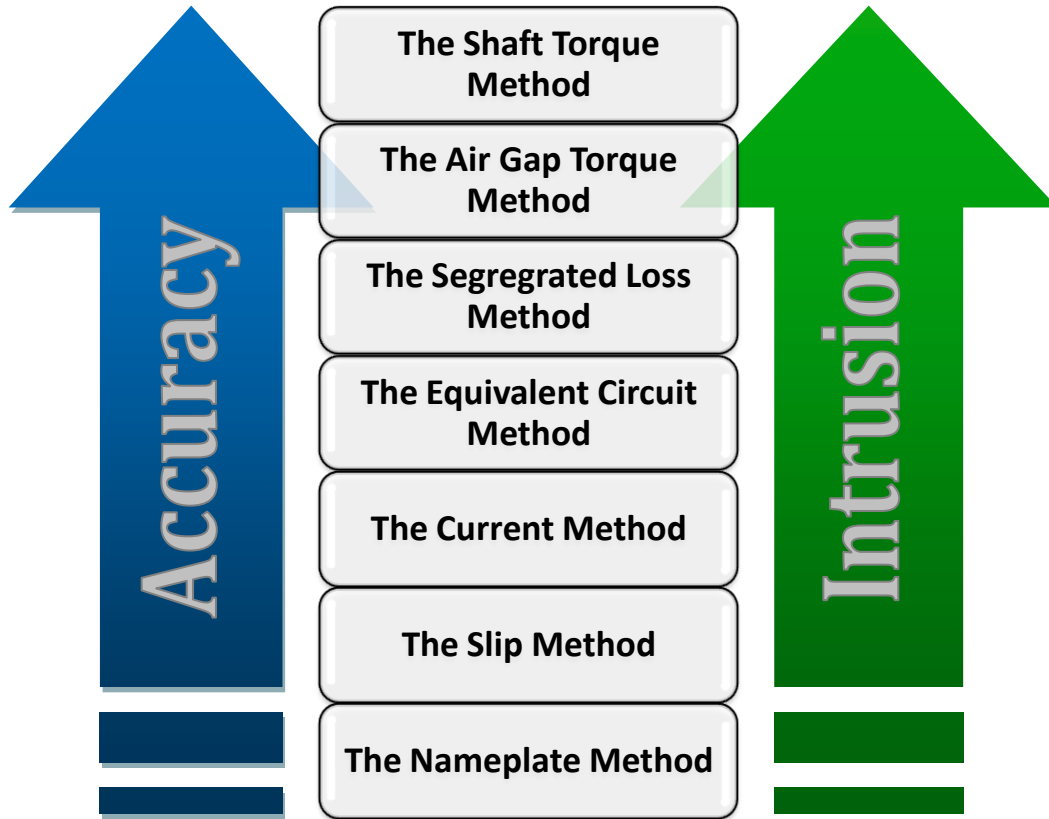 Accuracy
The Shaft Torque
Method
The Air Gap Torque
Method
The Segregrated Loss
Method
The Equivalent Circuit
Method
The Current Method
The Slip Method
The Nameplate Method
Intrusion